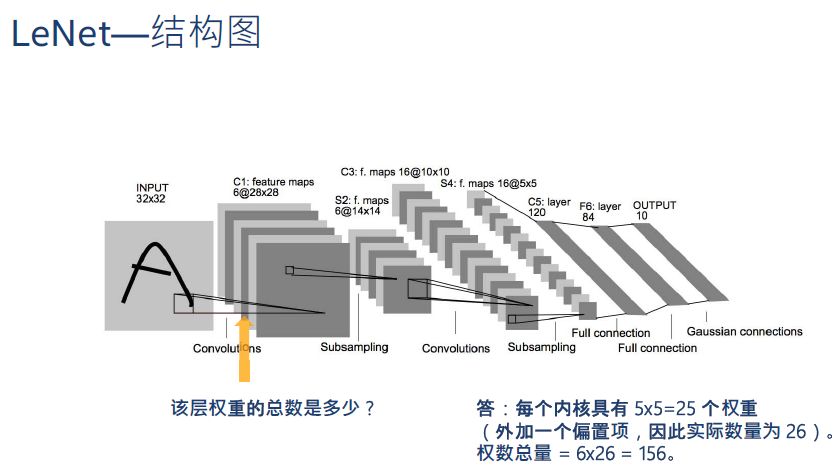 LeNet—结构图
INPUT
32x32
C1: feature maps
6@28x28
S2: f. maps
6@14x14
C3: f. maps 16@10x10
S4: f. maps 16@5x5
C5: layer
120
F6: layer
84
OUTPUT
10
Convolutions
Subsampling
Convolutions
Subsampling
Full connection
Full connection
Gaussian connections
该层权重的总数是多少？
答：每个内核具有 5x5=25 个权重
（外加一个偏置项，因此实际数量为 26）。
权数总量 = 6x26 = 156。